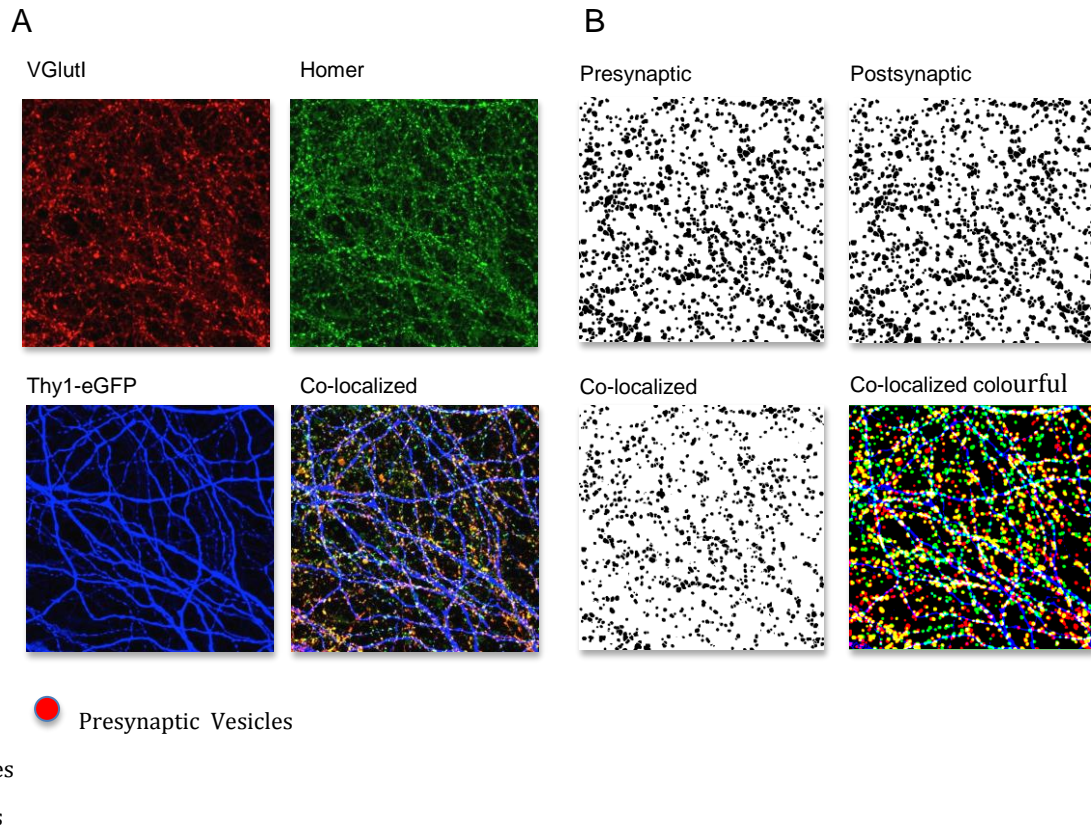 A
B
VGlutI
Homer
Presynaptic
Postsynaptic
Thy1-eGFP
Co-localized
Co-localized
Co-localized colourful
Presynaptic Vesicles
es
s